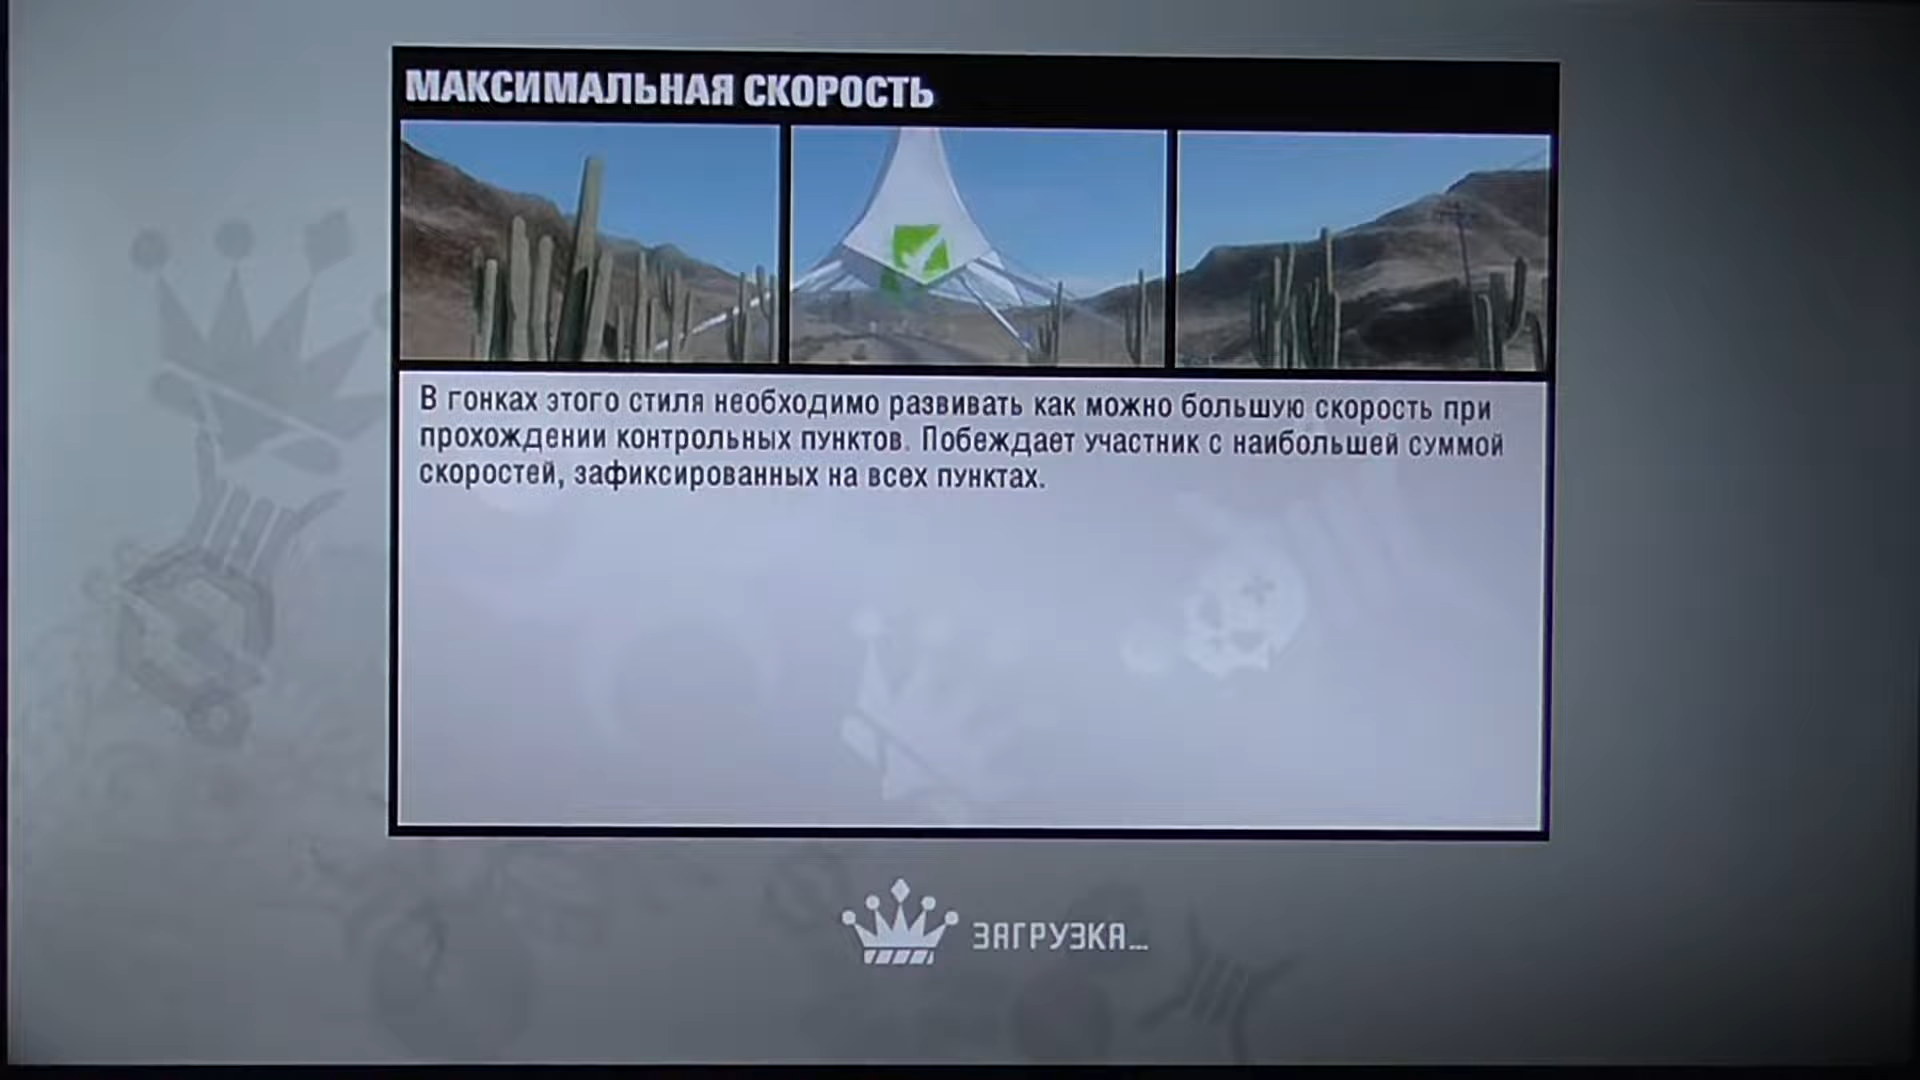 МАКСИМАЛЬНАЯ СКОРОСТЬ
В гонках этого стиля необходимо развивать как можно большую скорость при
прохождении контрольных пунктов. Побеждает участник с наибольшей суммой
скоростей, зафиксированных на всех пунктах.
ЗАГРУЗКА...